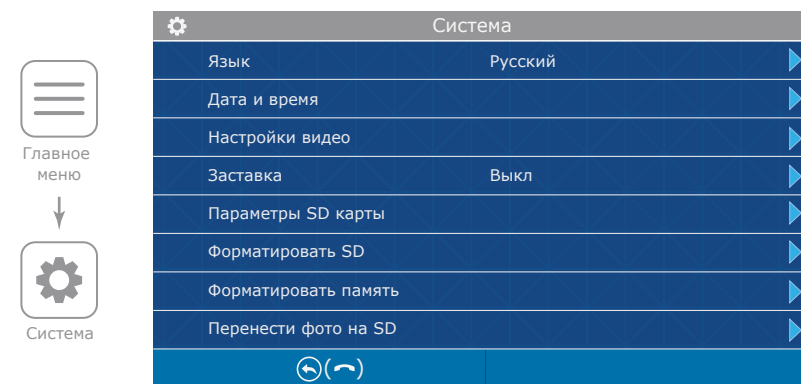 Главное
меню
Система
Система
Язык Русский
Дата и время
Настройки видео
Заставка Выкл
Параметры SD карты
Форматировать SD
Форматировать память
Перенести фото на SD